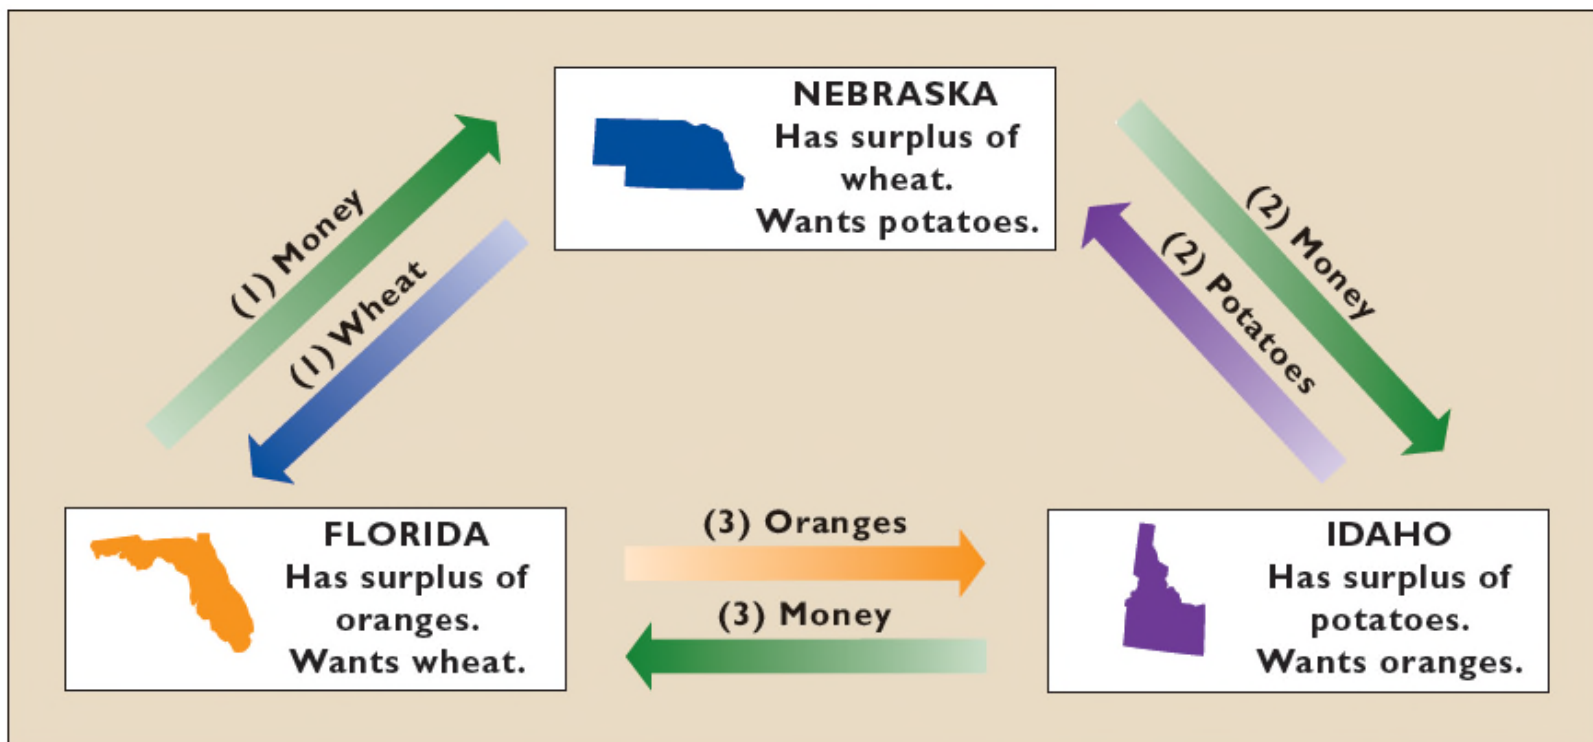 NEBRASKA
Has surplus of
wheat.
Wants potatoes.
(1) Money
(1) Wheat
(2) Money
(2) Potatoes
FLORIDA
Has surplus of
oranges.
Wants wheat.
(3) Oranges
(3) Money
IDAHO
Has surplus of
potatoes.
Wants oranges.